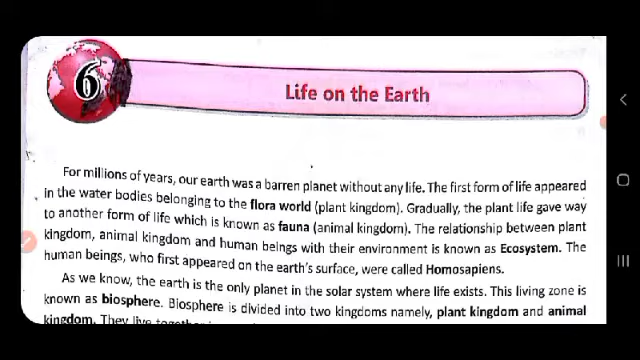 6
Life on the Earth
For millions of years, our earth was a barren planet without any life. The first form of life appeared
in the water bodies belonging to the flora world (plant kingdom). Gradually, the plant life gave way
to another form of life which is known as fauna (animal kingdom). The relationship between plant
kingdom, animal kingdom and human beings with their environment is known as Ecosystem. The
human beings, who first appeared on the earth's surface, were called Homosapiens.
As we know, the earth is the only planet in the solar system where life exists. This living zone is
known as biosphere. Biosphere is divided into two kingdoms namely, plant kingdom and animal
kingdom. They live together